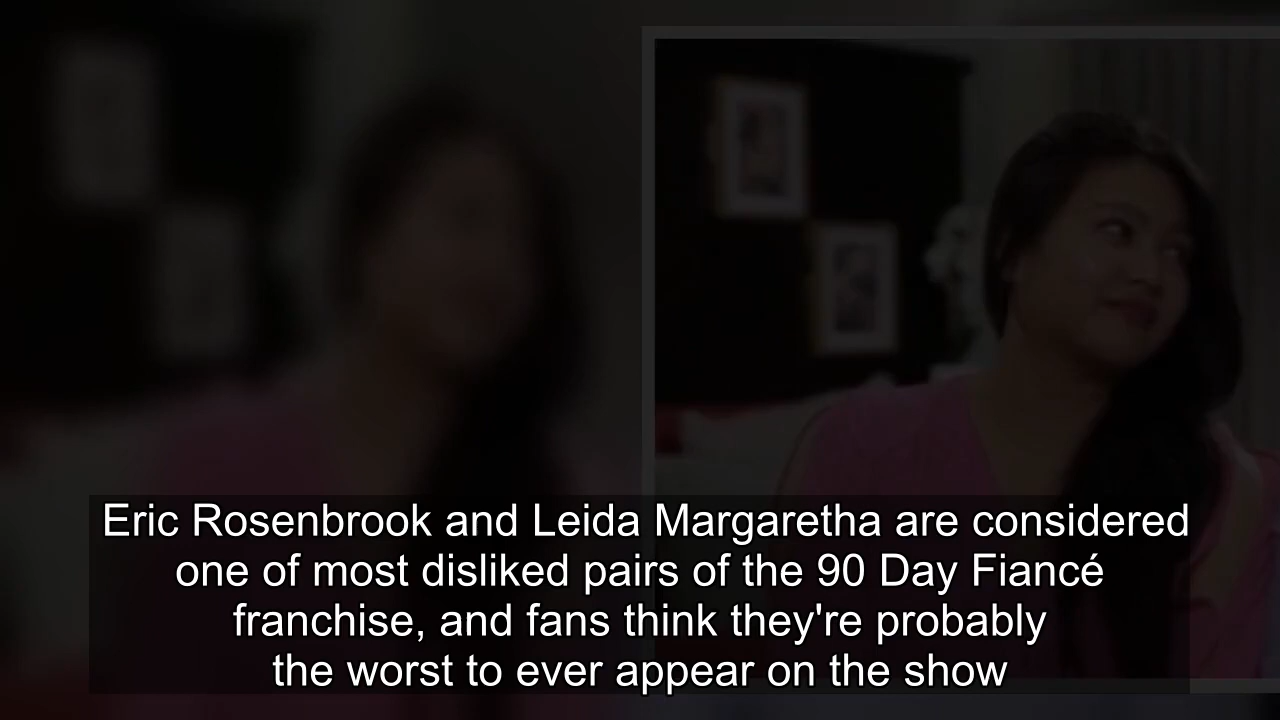 Eric Rosenbrook and Leida Margaretha are considered
one of most disliked pairs of the 90 Day Fiancé
franchise, and fans think they're probably
the worst to ever appear on the show